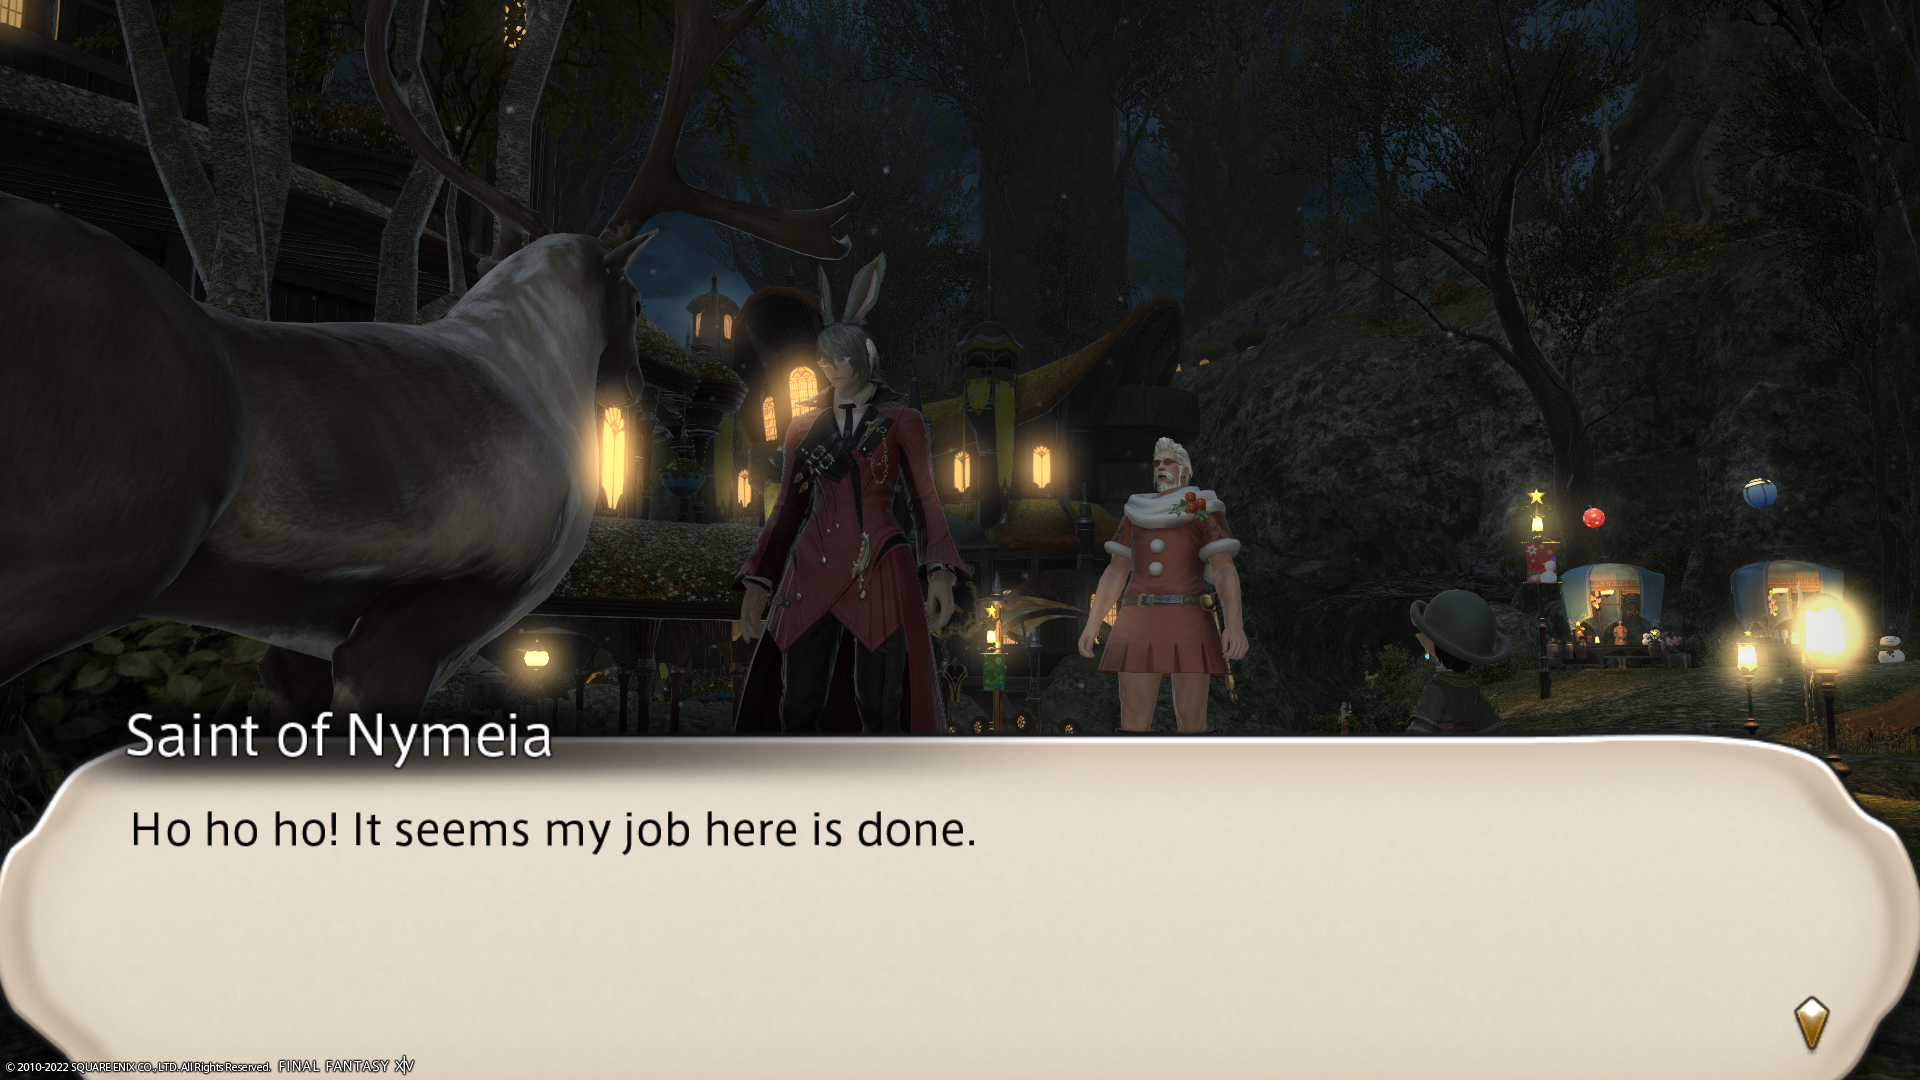 Saint of Nymeia
Ho ho ho! It seems my job here is done.
© 2010-2022 SQUARE ENIX CO., LTD. All Rights Reserved. FINAL FANTASY XIV